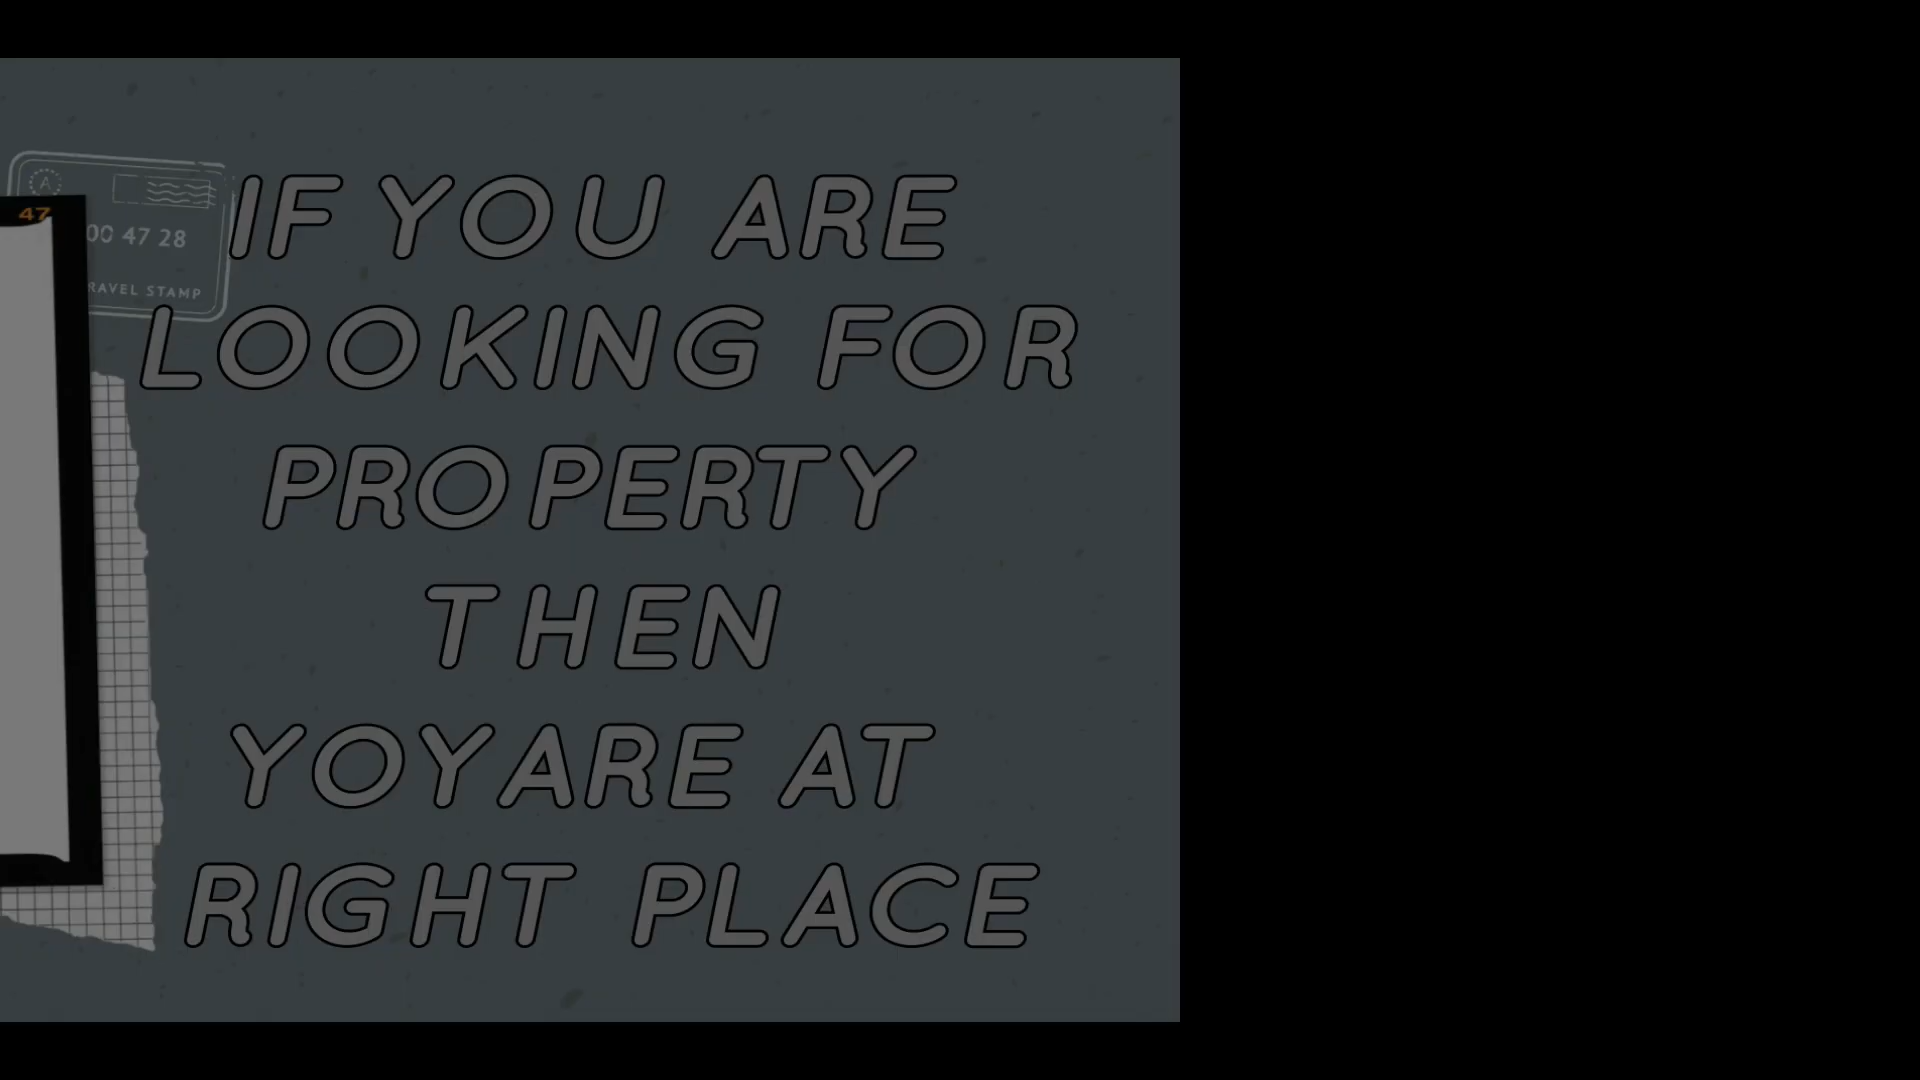 A
47
00 47 28
RAVEL STAMP
IF YOU ARE
LOOKING FOR
PROPERTY
THEN
YOYARE AT
RIGHT PLACE